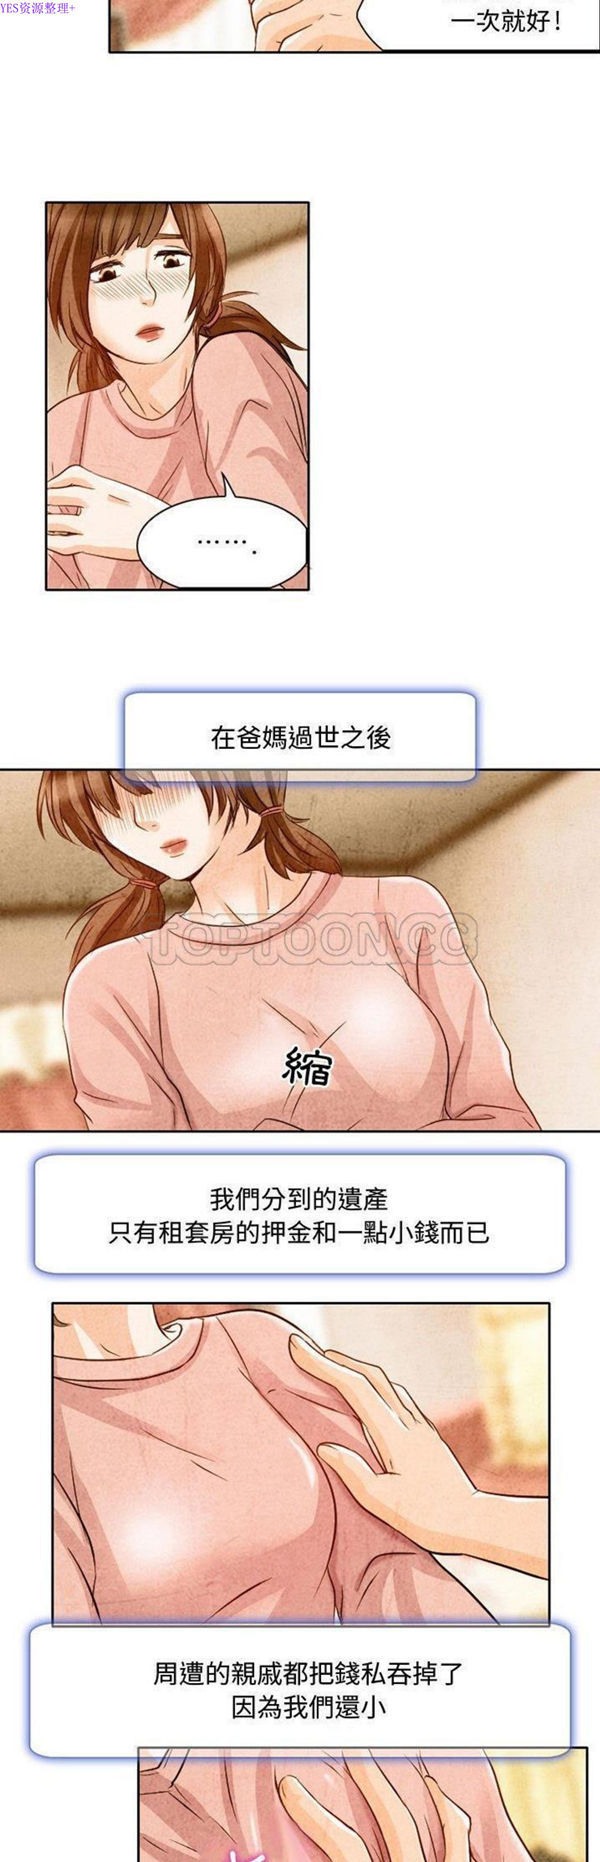 YES资源整理+
一次就好!
…….
在爸媽過世之後
TOPTOON.CC
縮
我們分到的遺產
只有租套房的押金和一點小錢而已
周遭的親戚都把錢私吞掉了
因為我們還小